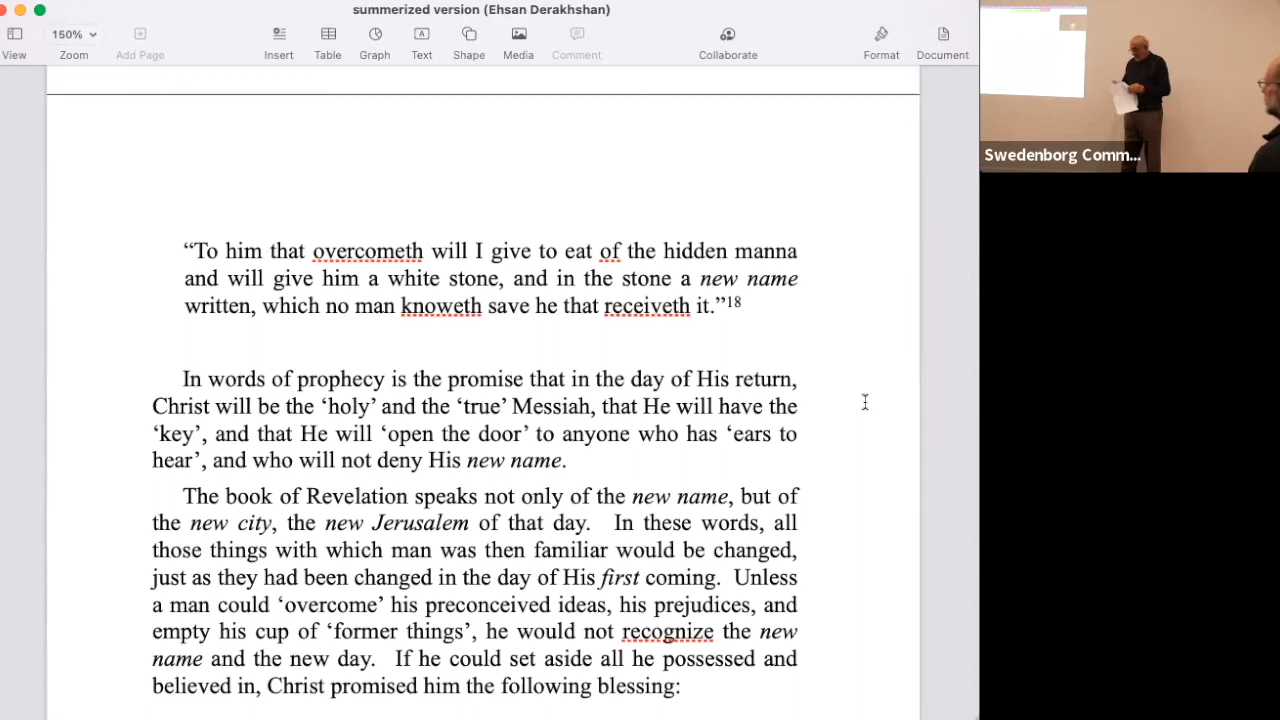 summerized version (Ehsan Derakhshan)
150%
View
Zoom
Add Page
Insert
Table
Graph
Text
Shape
Media
Comment
Collaborate
Format
Document
“To him that overcometh will I give to eat of the hidden manna
and will give him a white stone, and in the stone a new name
written, which no man knoweth save he that receiveth it.”18
In words of prophecy is the promise that in the day of His return,
Christ will be the ‘holy’ and the ‘true’ Messiah, that He will have the
‘key’, and that He will ‘open the door’ to anyone who has ‘ears to
hear’, and who will not deny His new name.
The book of Revelation speaks not only of the new name, but of
the new city, the new Jerusalem of that day. In these words, all
those things with which man was then familiar would be changed,
just as they had been changed in the day of His first coming. Unless
a man could ‘overcome’ his preconceived ideas, his prejudices, and
empty his cup of ‘former things’, he would not recognize the new
name and the new day. If he could set aside all he possessed and
believed in, Christ promised him the following blessing:
Swedenborg Comm...